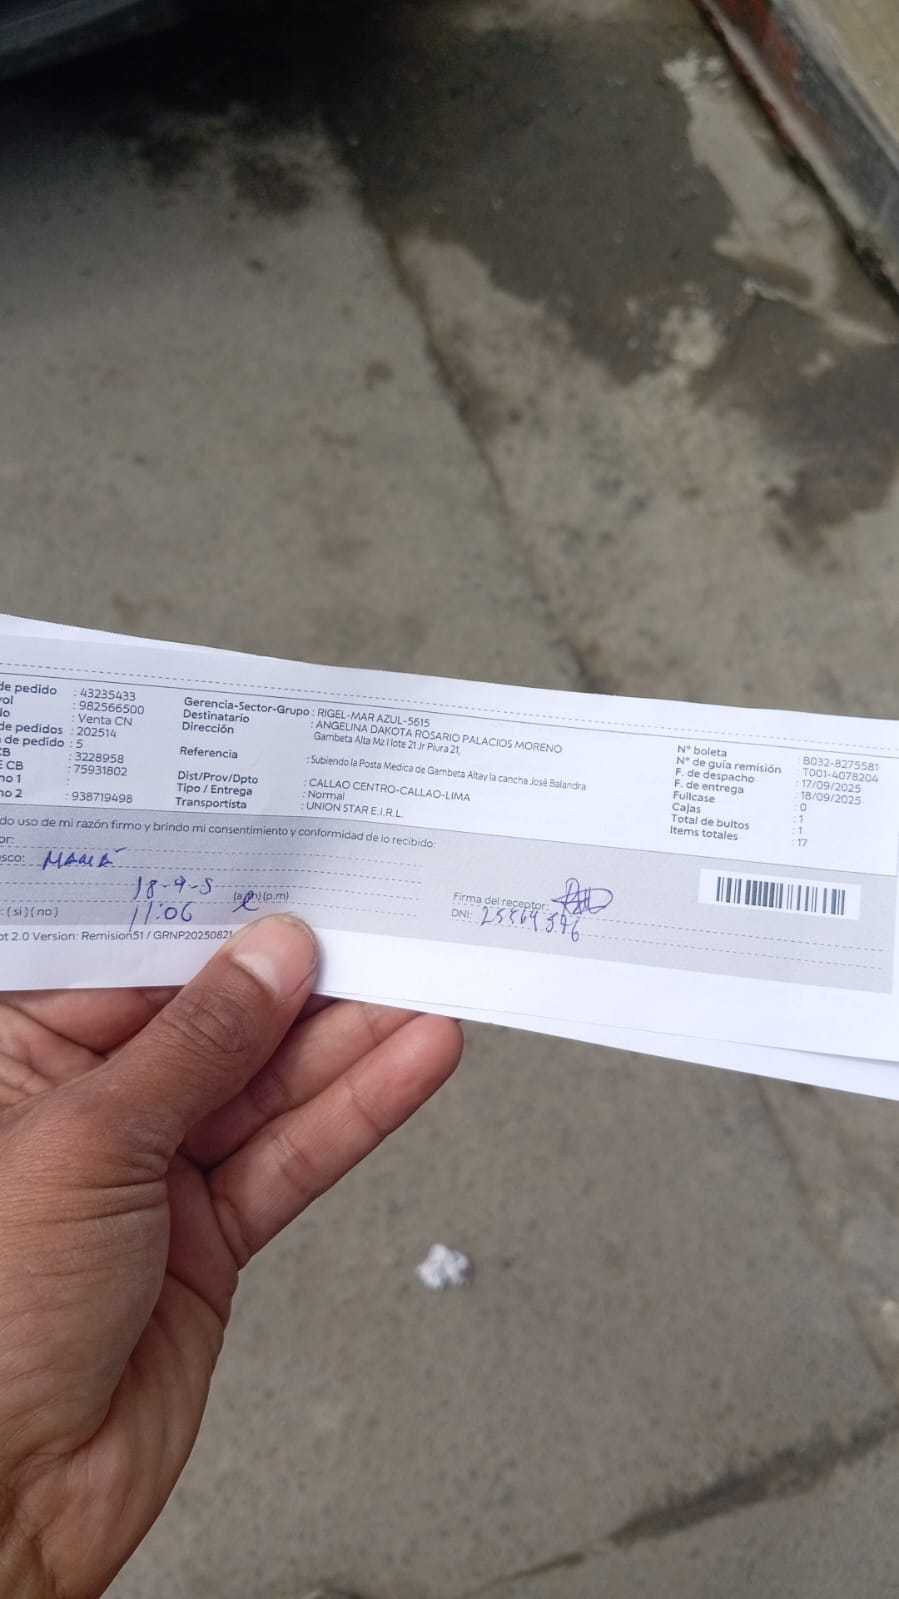 de pedido : 43235433
rol : 982566500
do : Venta CN
de pedidos : 202514
de pedido : 5
CB : 3228958
E CB : 75931802
no 1 :
no 2 : 938719498
Gerencia-Sector-Grupo : RIGEL-MAR AZUL-5615
Destinatario : ANGELINA DAKOTA ROSARIO PALACIOS MORENO
Dirección Gambeta Alta Mz I lote 21 Jr Piura 21,
Referencia : Subiendo la Posta Medica de Gambeta Altay la cancha José Balandra
Dist/Prov/Dpto : CALLAO CENTRO-CALLAO-LIMA
Tipo / Entrega : Normal
Transportista : UNION STAR E.I.R.L.
N° boleta : B032-8275581
N° de guía remisión : T001-4078204
F. de despacho : 17/09/2025
F. de entrega : 18/09/2025
Fullcase : 0
Cajas : 1
Total de bultos : 1
Items totales : 17
do uso de mi razón firmo y brindo mi consentimiento y conformidad de lo recibido:
or:
esco: MAMÁ
18-9-5
11:06 (a.m) (p.m)
: ( si ) ( no )
Firma del receptor:
DNI: 25564596
ot 2.0 Version: Remision51 / GRNP20250821